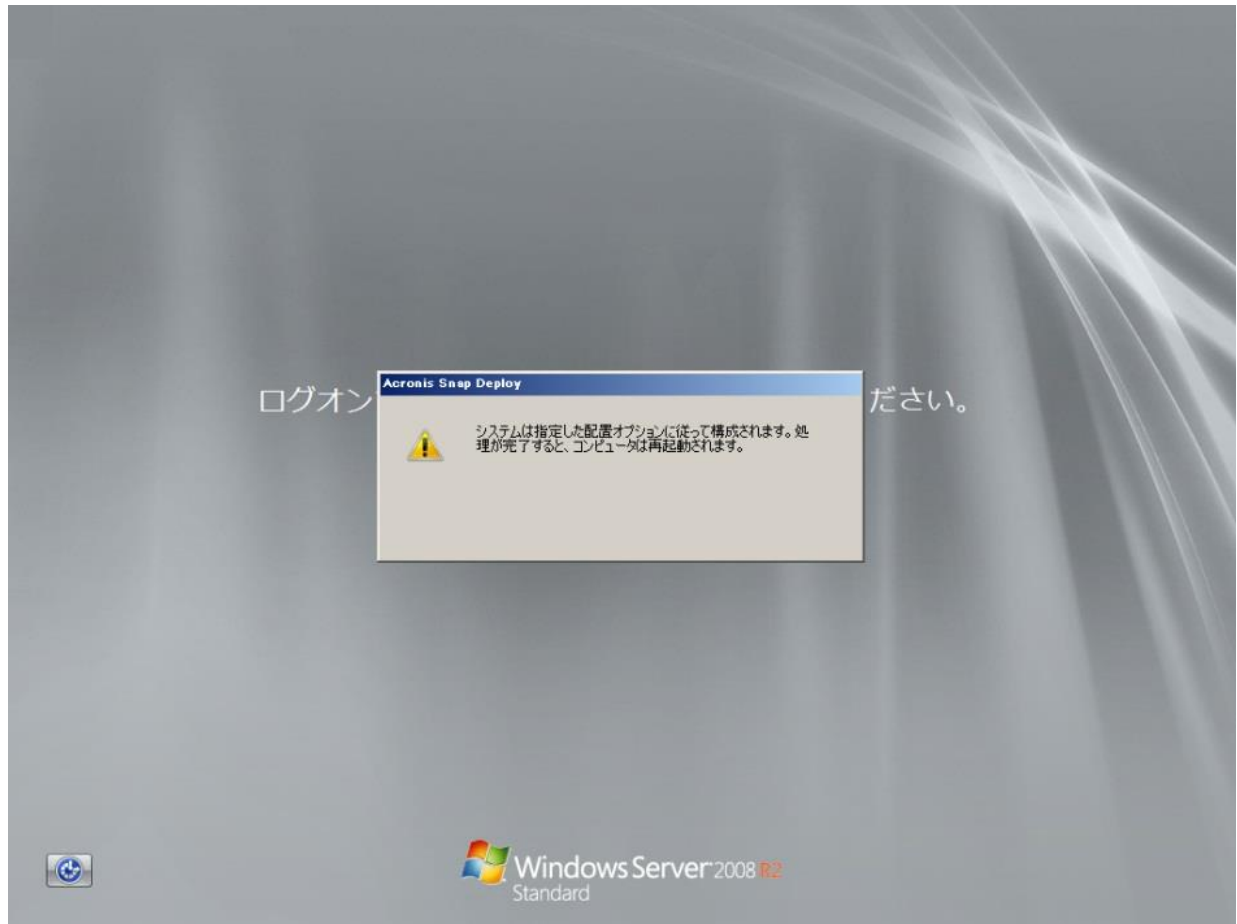 Acronis Snap Deploy
ログオン
ださい。
システムは指定した配置オプションに従って構成されます。処
理が完了すると、コンピュータは再起動されます。
Windows Server 2008 R2
Standard